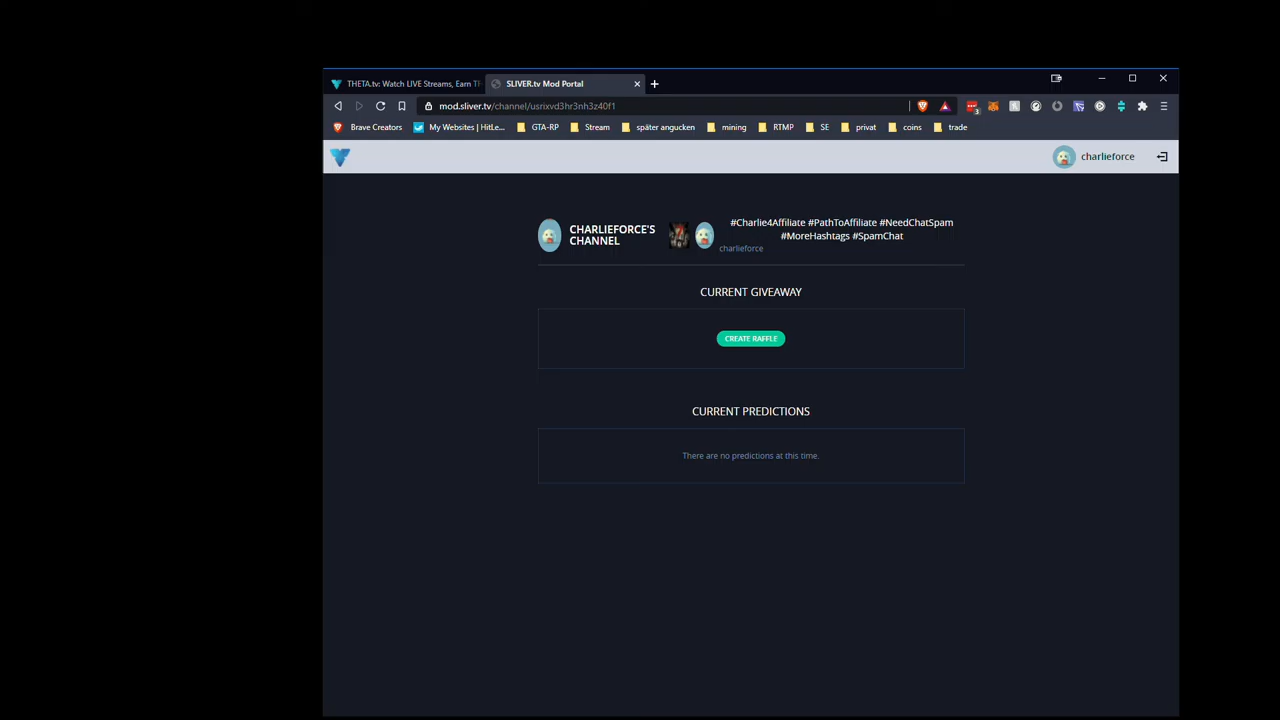 THETA.tv: Watch LIVE Streams, Earn TF
SLIVER.tv Mod Portal
mod.sliver.tv/channel/usrixvd3hr3nh3z40f1
3
Brave Creators
My Websites | HitLe...
GTA-RP
Stream
später angucken
mining
RTMP
SE
privat
coins
trade
charlieforce
CHARLIEFORCE'S
CHANNEL
#Charlie4Affiliate #PathToAffiliate #NeedChatSpam
#MoreHashtags #SpamChat
charlieforce
CURRENT GIVEAWAY
CREATE RAFFLE
CURRENT PREDICTIONS
There are no predictions at this time.